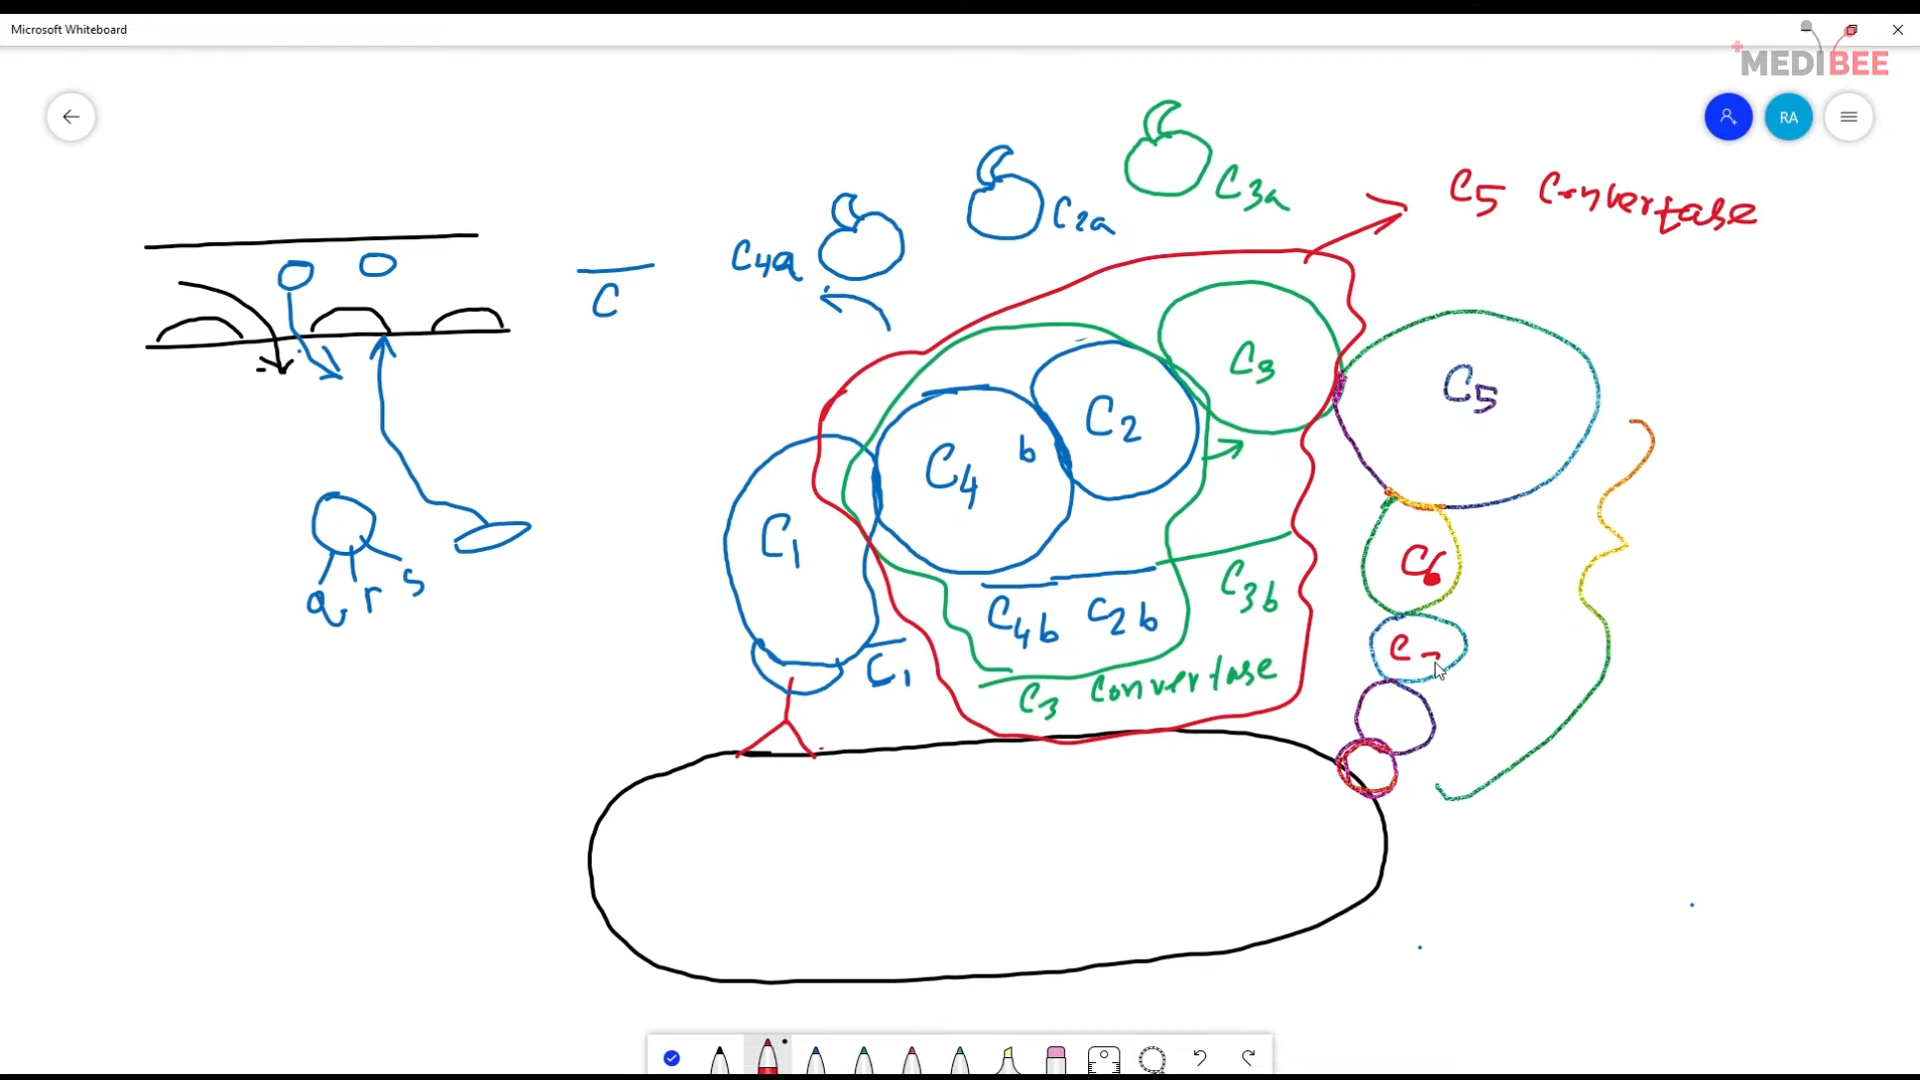 Microsoft Whiteboard
MEDIBEE
RA
C3a
C5 Convertase
C2a
C4a
C
C3
C5
C2
C4 b
C1
C6
q r s
C3b
C4b C2b
C7
C1
C3 Convertase